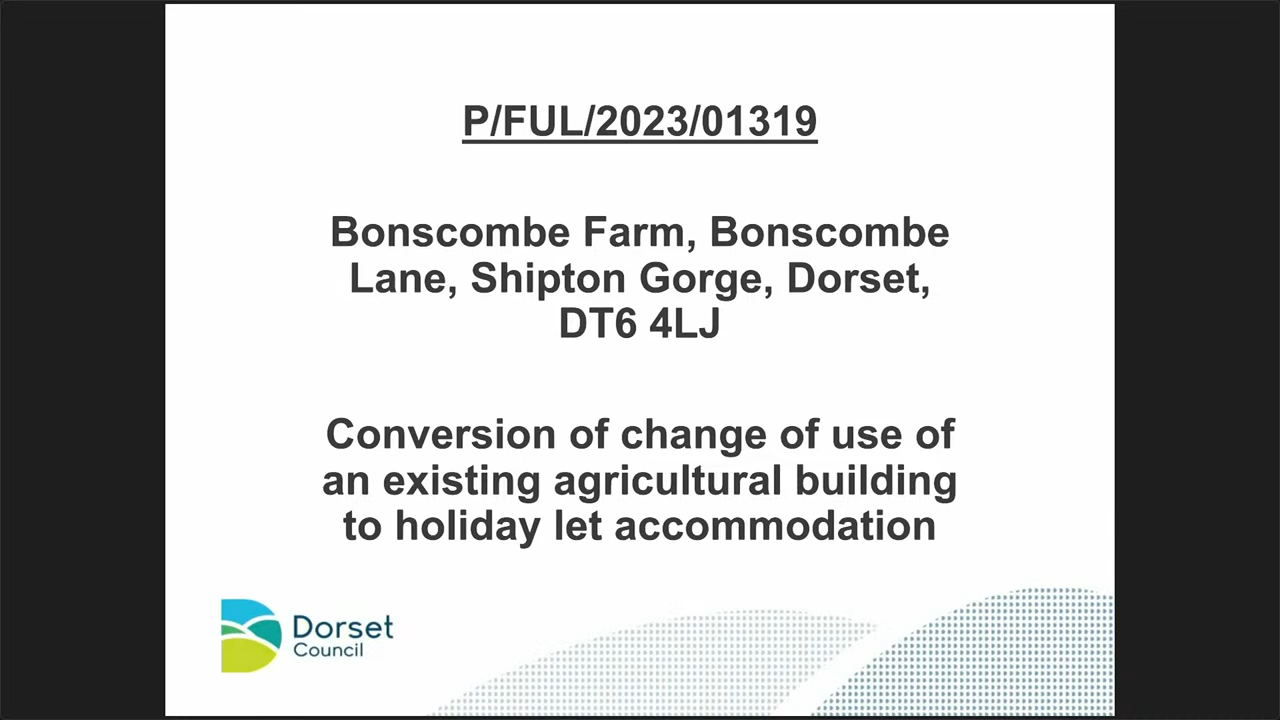 P/FUL/2023/01319
Bonscombe Farm, Bonscombe
Lane, Shipton Gorge, Dorset,
DT6 4LJ
Conversion of change of use of
an existing agricultural building
to holiday let accommodation
Dorset
Council